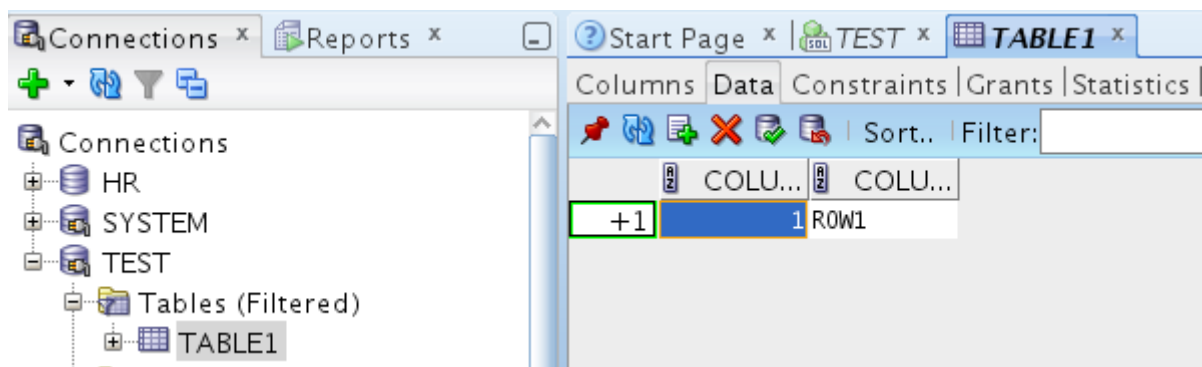 Connections Reports
Start Page TEST TABLE1
Columns Data Constraints Grants Statistics
Sort.. Filter:
Connections
HR
SYSTEM
TEST
Tables (Filtered)
TABLE1
COLU... COLU...
+1 1 ROW1